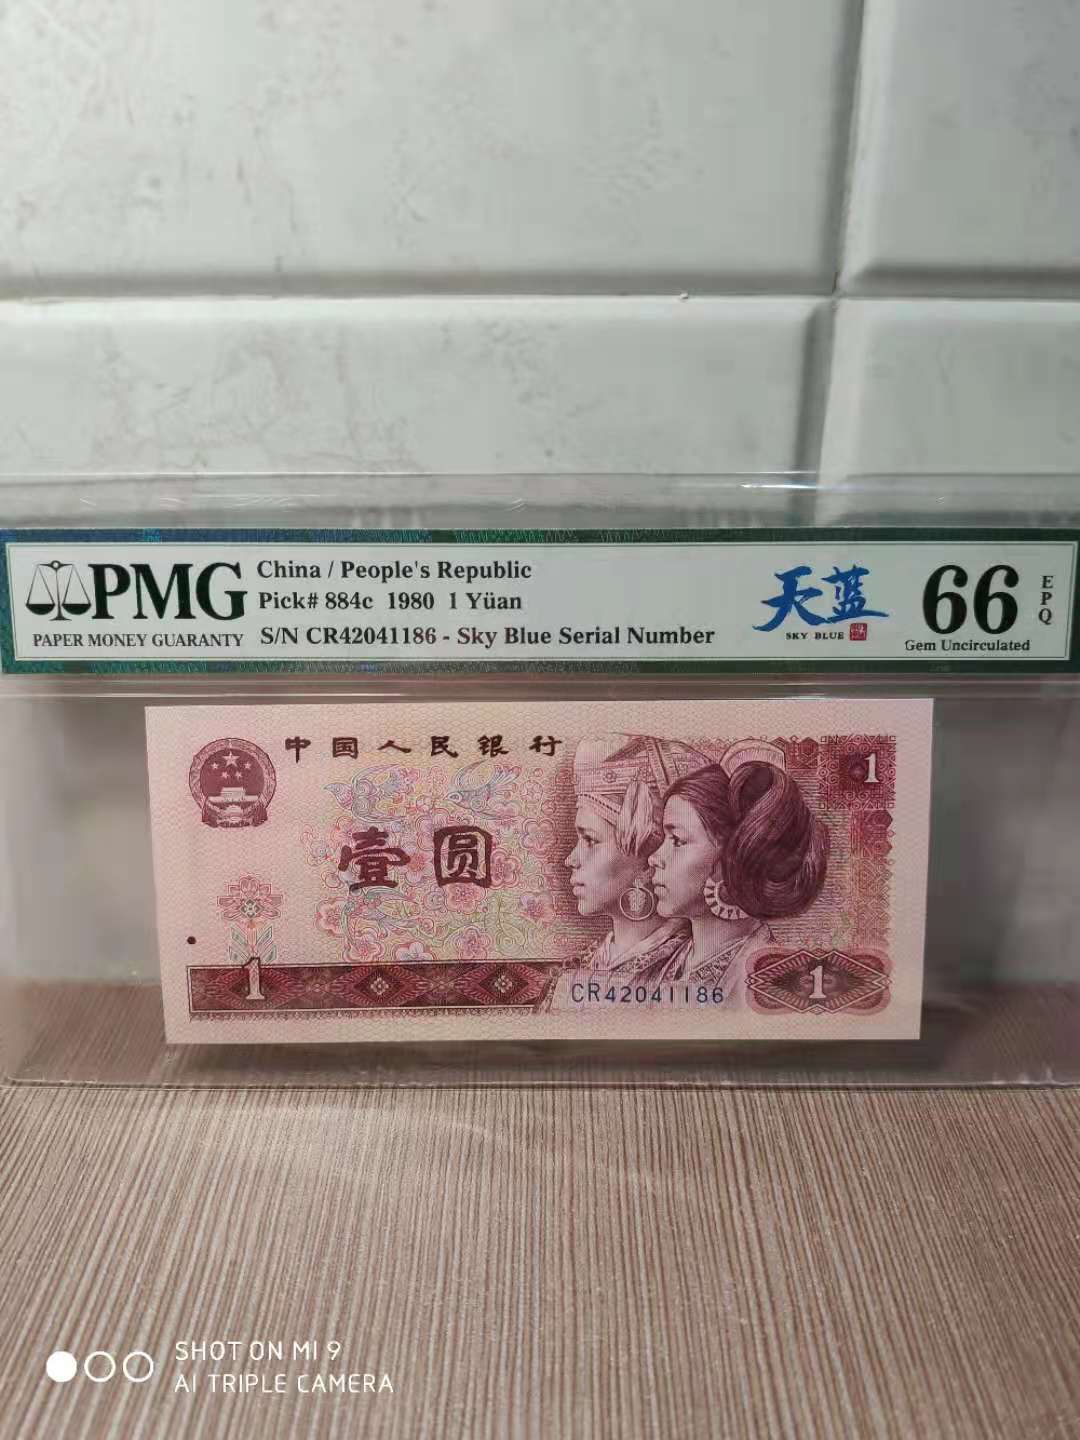 PMG
PAPER MONEY GUARANTY
China / People's Republic
Pick# 884c 1980 1 Yüan
S/N CR42041186 - Sky Blue Serial Number
天蓝
SKY BLUE
66
EPQ
Gem Uncirculated
中国人民银行
1
壹圆
1
CR42041186
1
SHOT ON MI 9
AI TRIPLE CAMERA